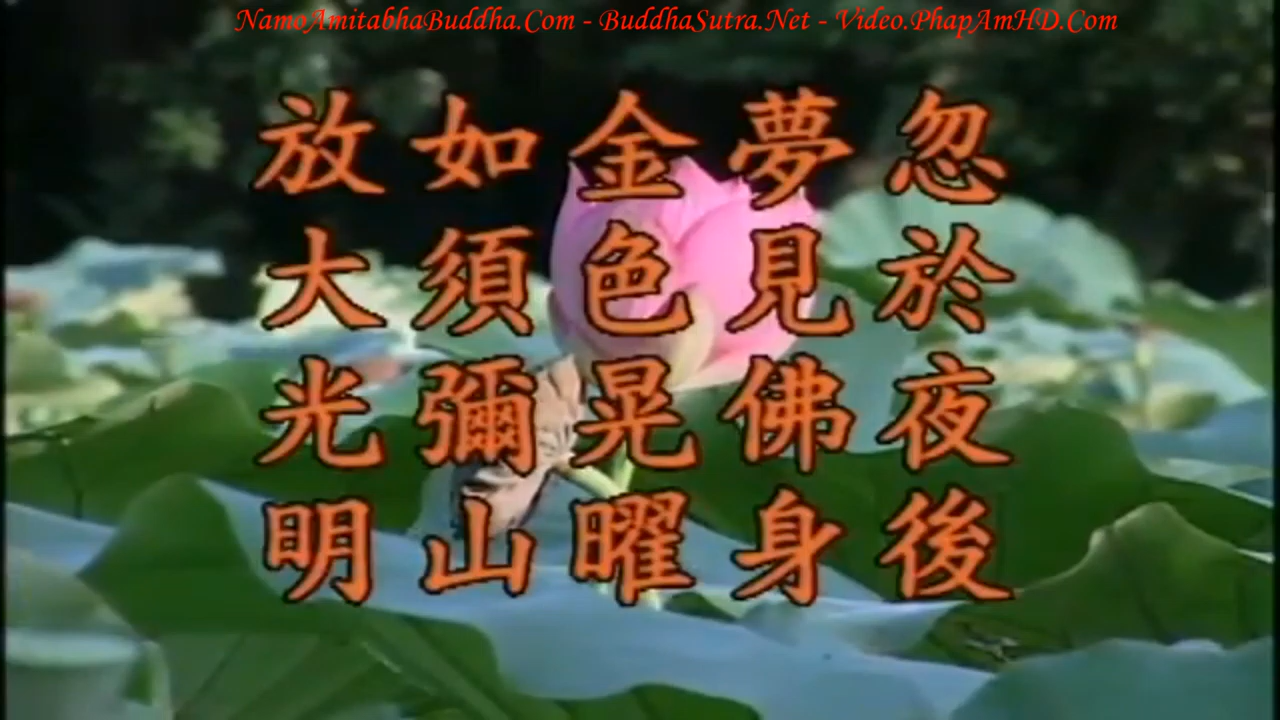 NamoAmitabhaBuddha.Com - BuddhaSutra.Net - Video.PhapAmHD.Com
忽於夜後
夢見佛身
金色晃曜
如須彌山
放大光明